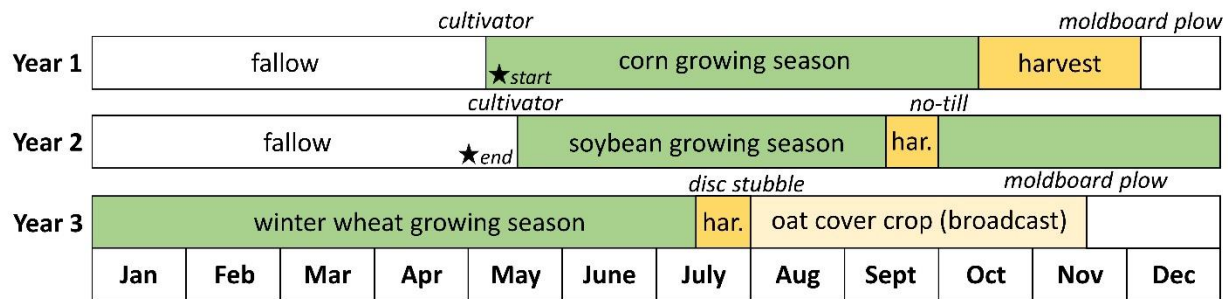 cultivator moldboard plow
Year 1 fallow ★start corn growing season harvest
cultivator no-till
Year 2 fallow ★end soybean growing season har.
disc stubble moldboard plow
Year 3 winter wheat growing season har. oat cover crop (broadcast)
Jan Feb Mar Apr May June July Aug Sept Oct Nov Dec